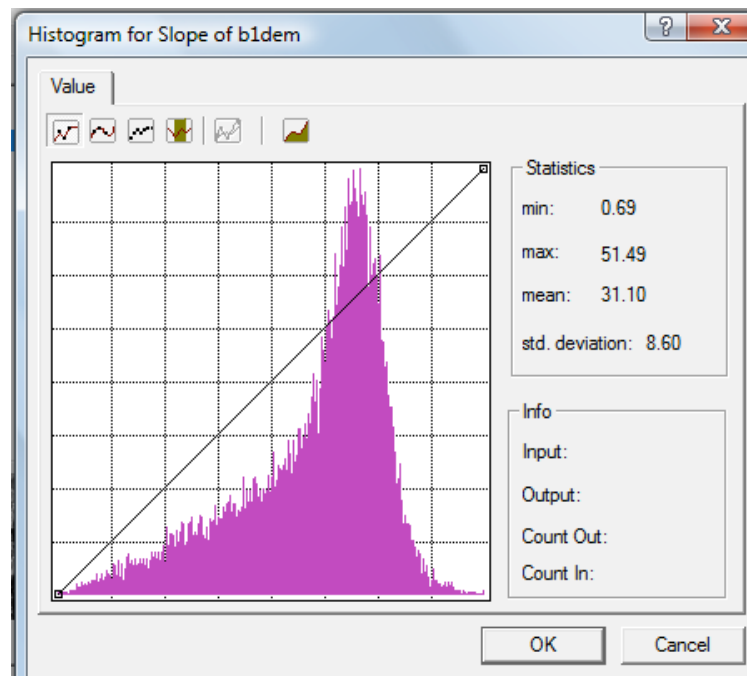 Histogram for Slope of b1dem
Value
Statistics
min: 0.69
max: 51.49
mean: 31.10
std. deviation: 8.60
Info
Input:
Output:
Count Out:
Count In:
OK Cancel